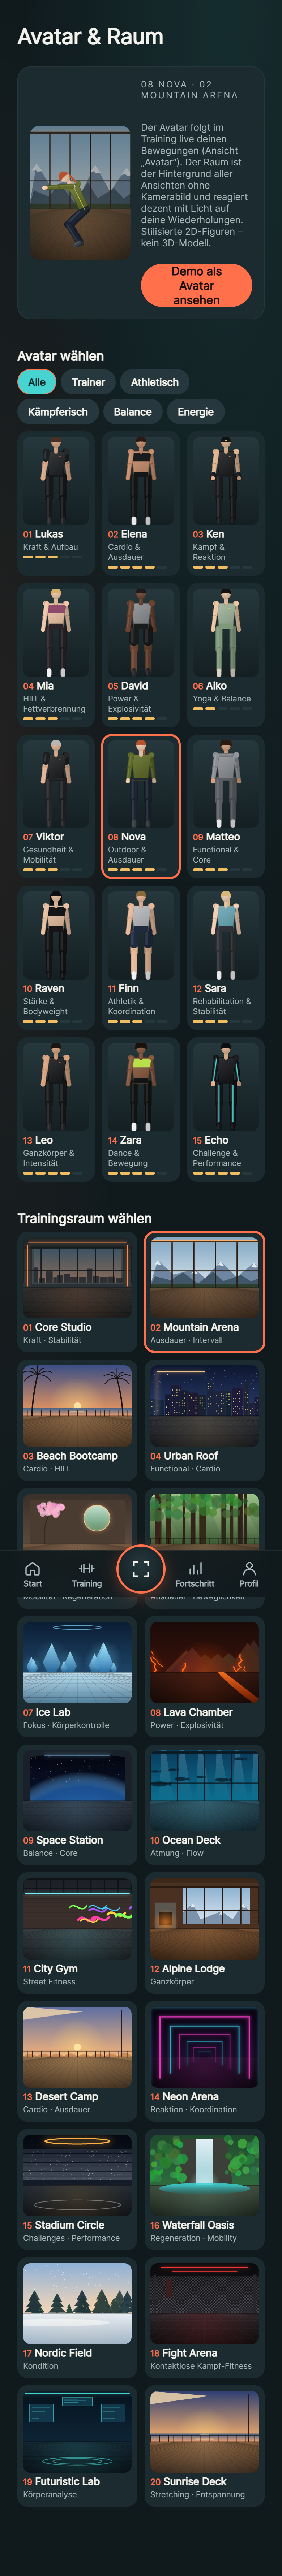 Avatar & Raum
08 NOVA · 02
MOUNTAIN ARENA
Der Avatar folgt im
Training live deinen
Bewegungen (Ansicht
„Avatar“). Der Raum ist
der Hintergrund aller
Ansichten ohne
Kamerabild und reagiert
dezent mit Licht auf
deine Wiederholungen.
Stilisierte 2D-Figuren –
kein 3D-Modell.
Demo als
Avatar
ansehen
Avatar wählen
Alle
Trainer
Athletisch
Kämpferisch
Balance
Energie
01 Lukas
Kraft & Aufbau
02 Elena
Cardio &
Ausdauer
03 Ken
Kampf &
Reaktion
04 Mia
HIIT &
Fettverbrennung
05 David
Power &
Explosivität
06 Aiko
Yoga & Balance
07 Viktor
Gesundheit &
Mobilität
08 Nova
Outdoor &
Ausdauer
09 Matteo
Functional &
Core
10 Raven
Stärke &
Bodyweight
11 Finn
Athletik &
Koordination
12 Sara
Rehabilitation &
Stabilität
13 Leo
Ganzkörper &
Intensität
14 Zara
Dance &
Bewegung
15 Echo
Challenge &
Performance
Trainingsraum wählen
01 Core Studio
Kraft · Stabilität
02 Mountain Arena
Ausdauer · Intervall
03 Beach Bootcamp
Cardio · HIIT
04 Urban Roof
Functional · Cardio
Start
Training
Fortschritt
Profil
Mobilität · Regeneration
Ausdauer · Beweglichkeit
07 Ice Lab
Fokus · Körperkontrolle
08 Lava Chamber
Power · Explosivität
09 Space Station
Balance · Core
10 Ocean Deck
Atmung · Flow
11 City Gym
Street Fitness
12 Alpine Lodge
Ganzkörper
13 Desert Camp
Cardio · Ausdauer
14 Neon Arena
Reaktion · Koordination
15 Stadium Circle
Challenges · Performance
16 Waterfall Oasis
Regeneration · Mobility
17 Nordic Field
Kondition
18 Fight Arena
Kontaktlose Kampf-Fitness
19 Futuristic Lab
Körperanalyse
20 Sunrise Deck
Stretching · Entspannung